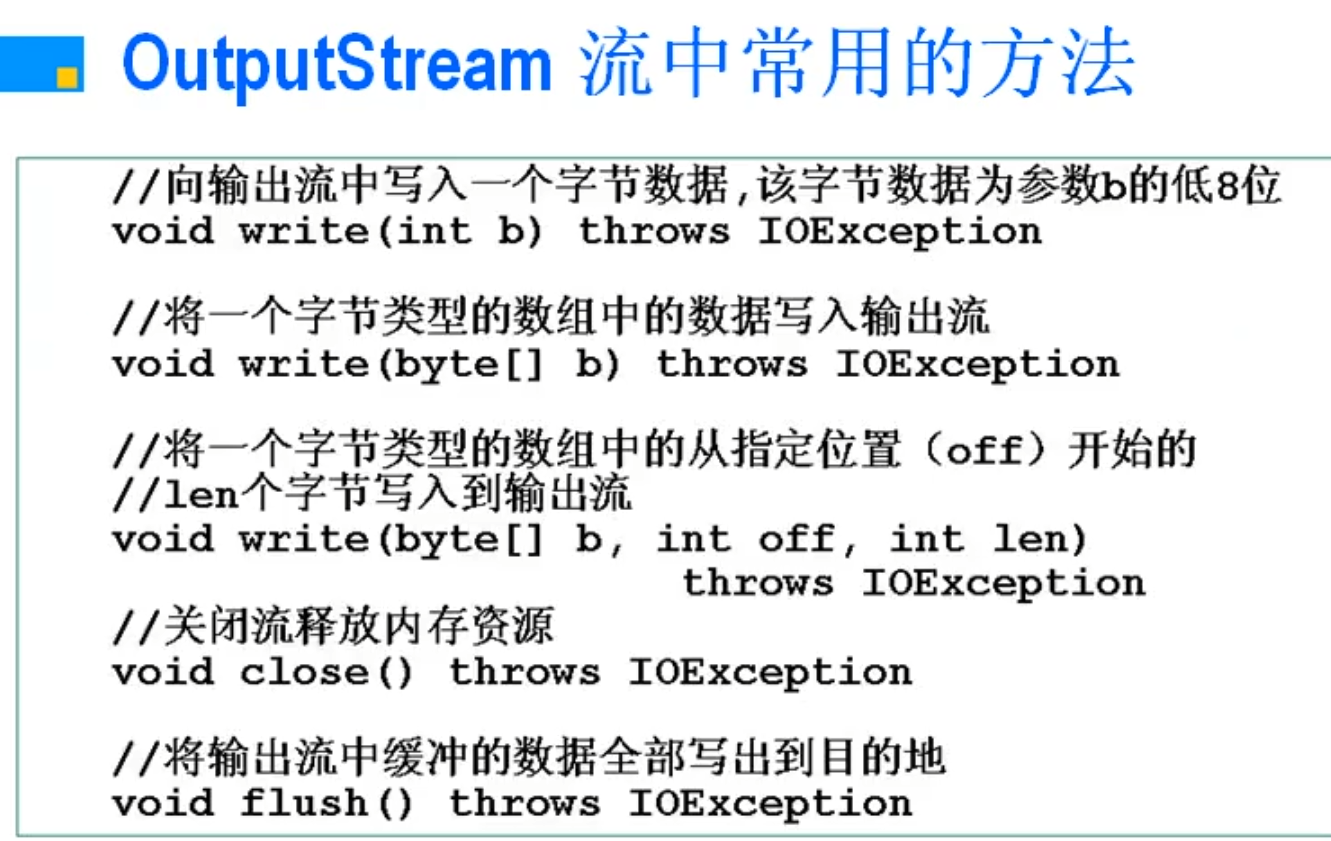 OutputStream 流中常用的方法
//向输出流中写入一个字节数据,该字节数据为参数b的低8位
void write(int b) throws IOException
//将一个字节类型的数组中的数据写入输出流
void write(byte[] b) throws IOException
//将一个字节类型的数组中的从指定位置（off）开始的
//len个字节写入到输出流
void write(byte[] b, int off, int len)
throws IOException
//关闭流释放内存资源
void close() throws IOException
//将输出流中缓冲的数据全部写出到目的地
void flush() throws IOException